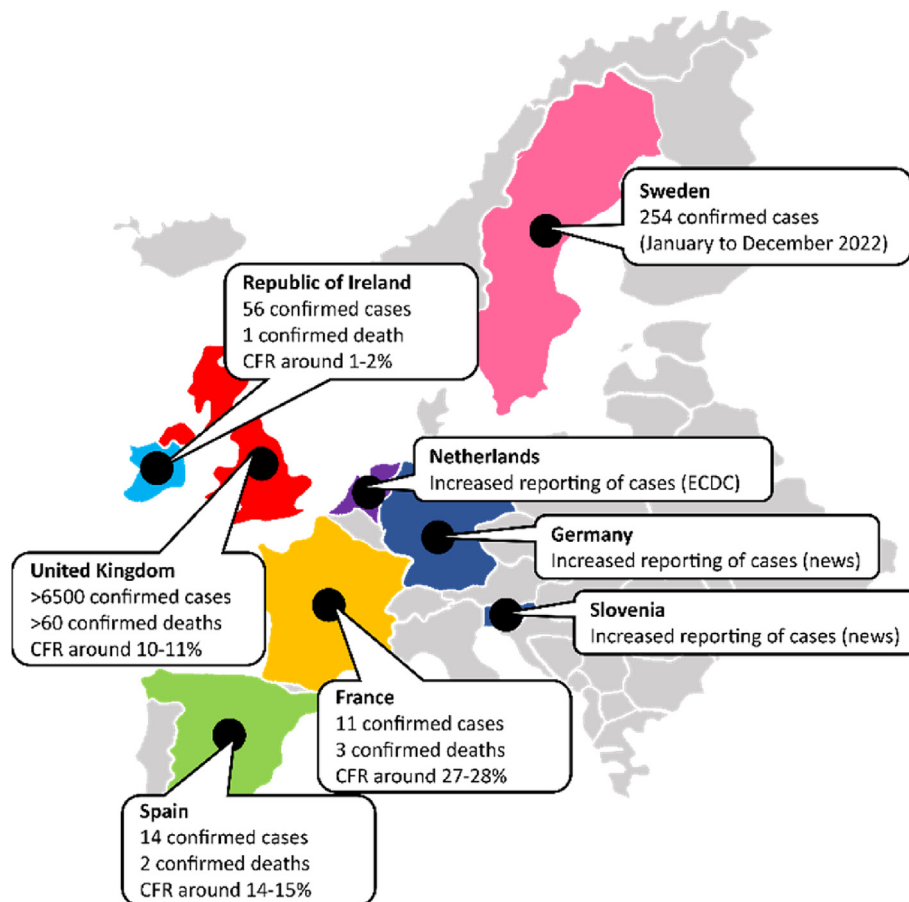 Sweden
254 confirmed cases
(January to December 2022)
Republic of Ireland
56 confirmed cases
1 confirmed death
CFR around 1-2%
Netherlands
Increased reporting of cases (ECDC)
Germany
Increased reporting of cases (news)
Slovenia
Increased reporting of cases (news)
United Kingdom
>6500 confirmed cases
>60 confirmed deaths
CFR around 10-11%
France
11 confirmed cases
3 confirmed deaths
CFR around 27-28%
Spain
14 confirmed cases
2 confirmed deaths
CFR around 14-15%